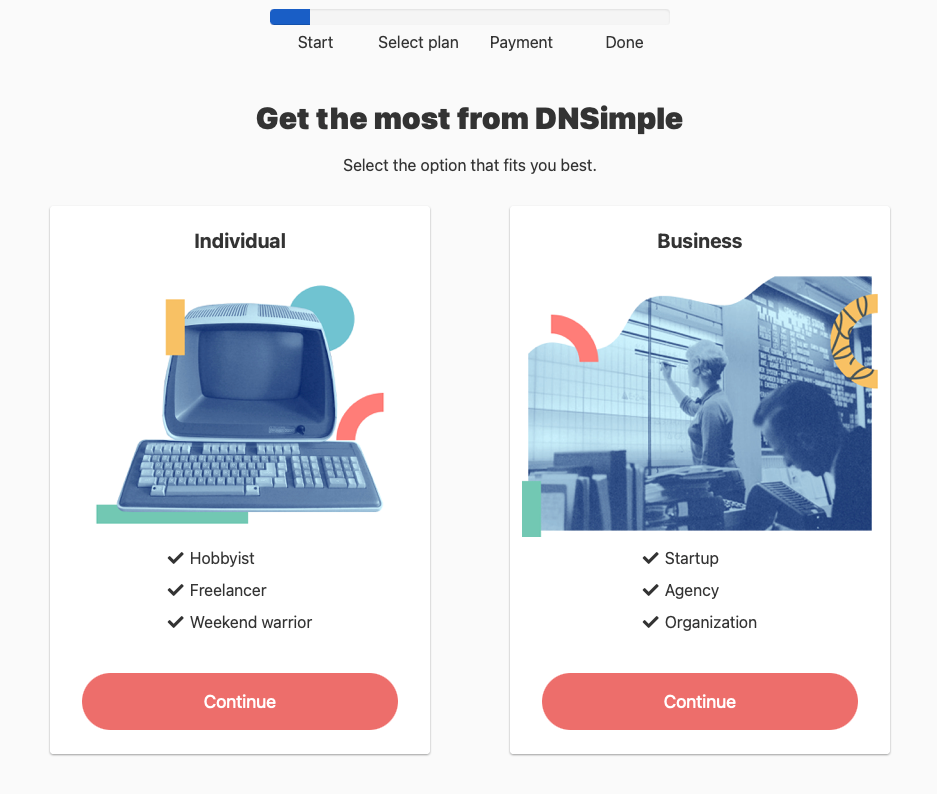 Start
Select plan
Payment
Done
Get the most from DNSimple
Select the option that fits you best.
Individual
Hobbyist
Freelancer
Weekend warrior
Continue
Business
Startup
Agency
Organization
Continue